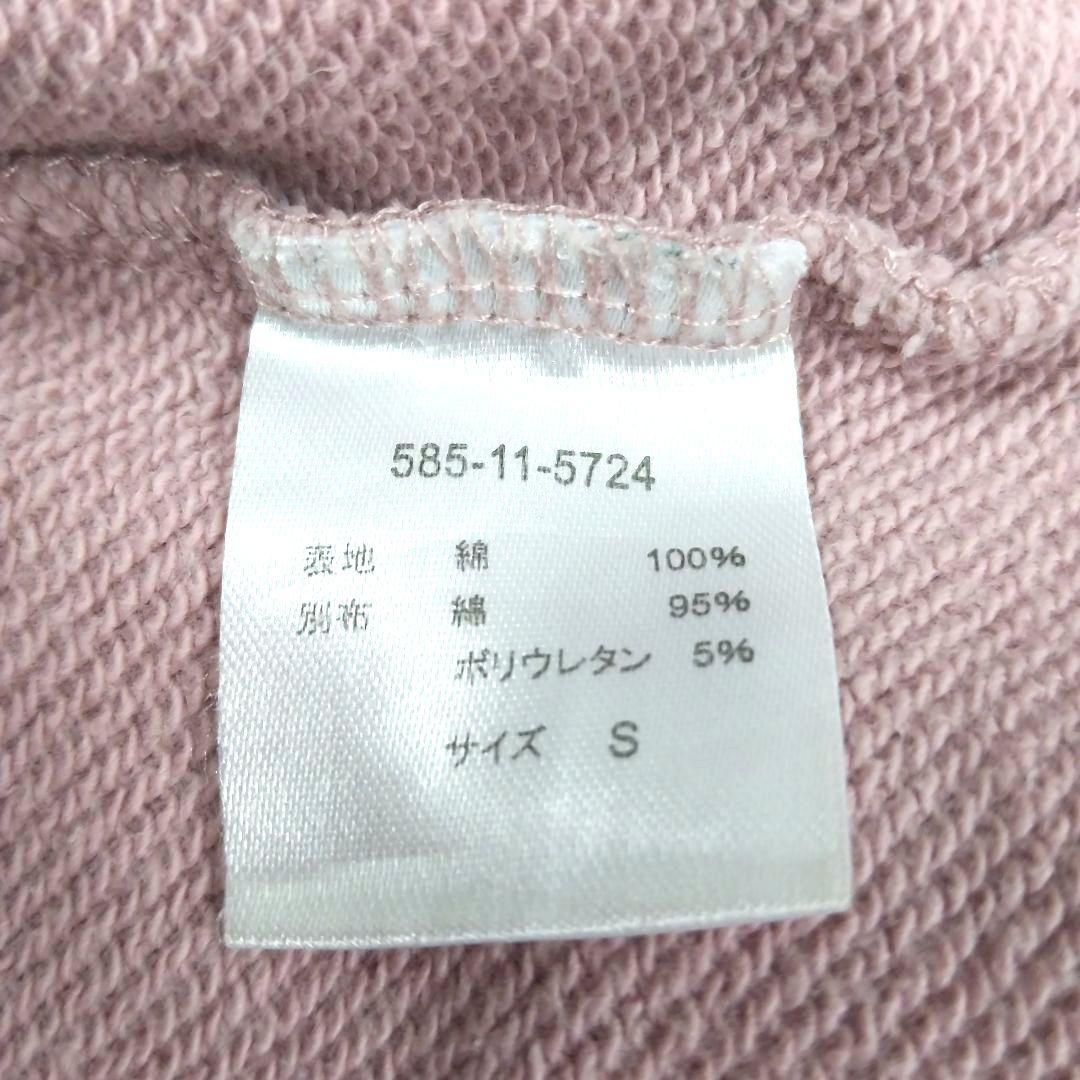 585-11-5724
表地 綿 100%
別布 綿 95%
ポリウレタン 5%
サイズ S